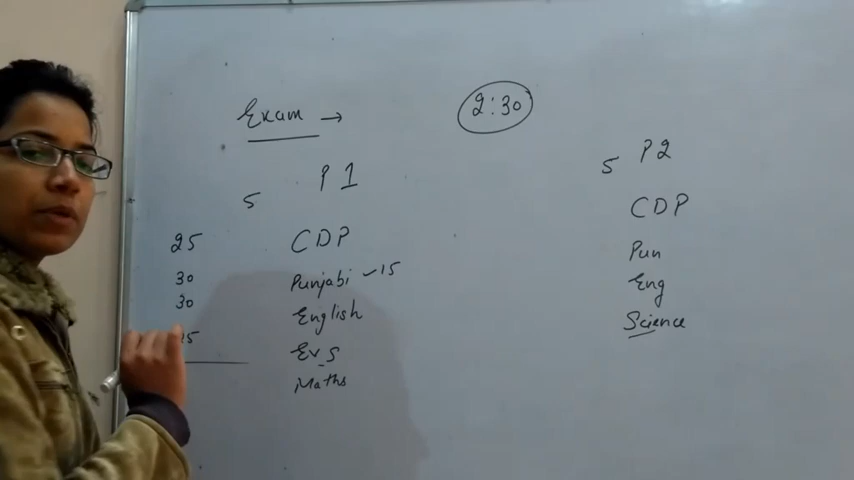 Exam → 2:30
5 P1
25 CDP
30 Punjabi ✓15
30 English
15 EVS
Maths
5 P2
CDP
Pun
Eng
Science